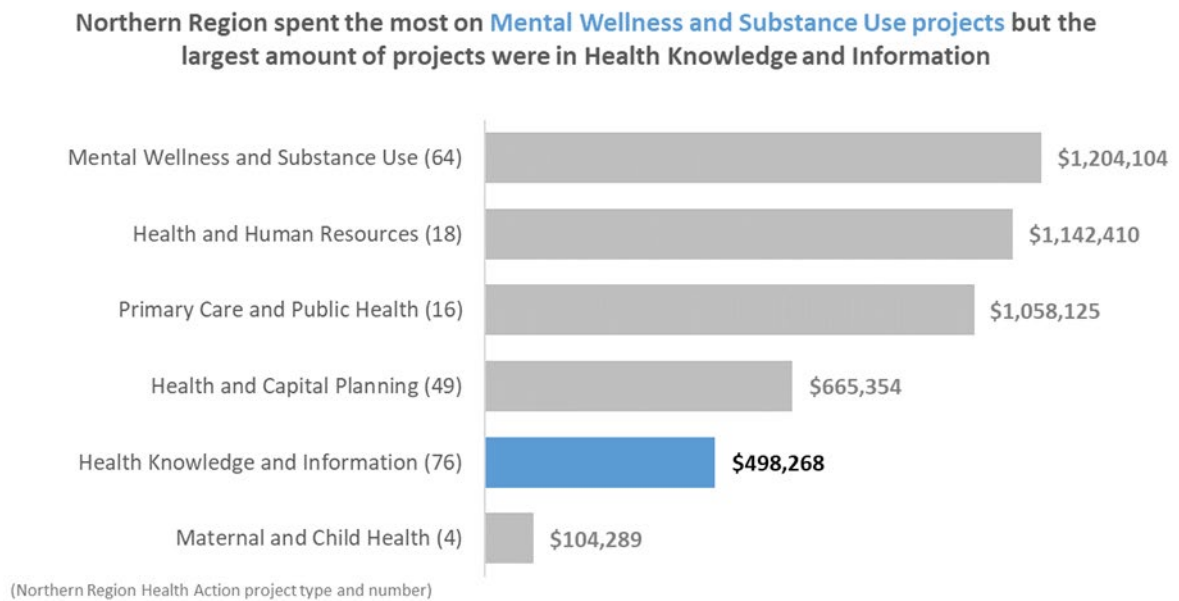 Northern Region spent the most on Mental Wellness and Substance Use projects but the
largest amount of projects were in Health Knowledge and Information
Mental Wellness and Substance Use (64) $1,204,104
Health and Human Resources (18) $1,142,410
Primary Care and Public Health (16) $1,058,125
Health and Capital Planning (49) $665,354
Health Knowledge and Information (76) $498,268
Maternal and Child Health (4) $104,289
(Northern Region Health Action project type and number)